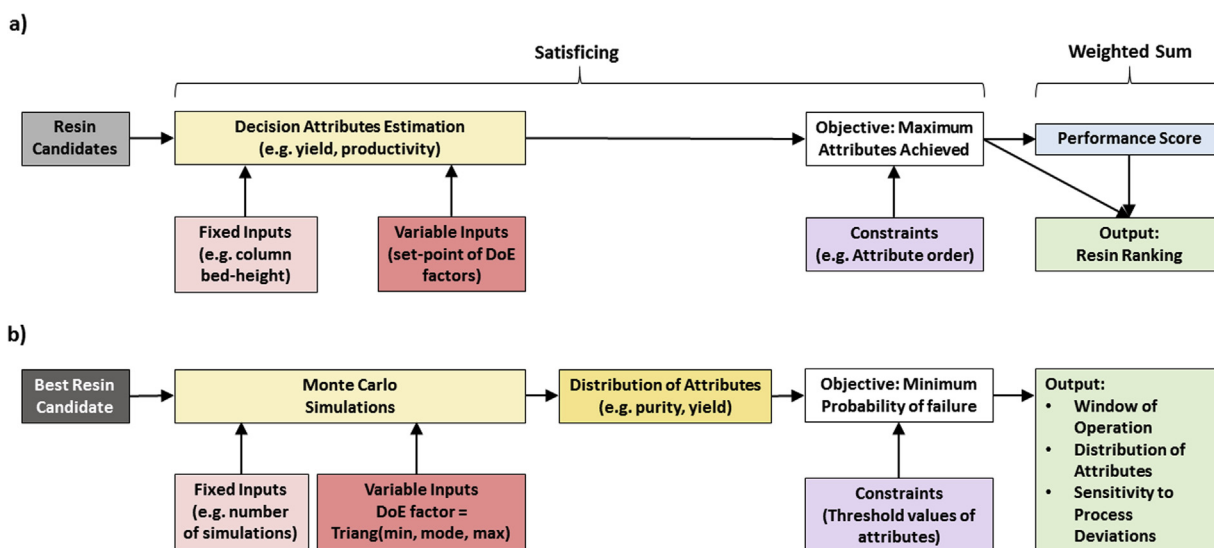 a)
Satisficing
Weighted Sum
Resin
Candidates
Decision Attributes Estimation
(e.g. yield, productivity)
Objective: Maximum
Attributes Achieved
Performance Score
Fixed Inputs
(e.g. column
bed-height)
Variable Inputs
(set-point of DoE
factors)
Constraints
(e.g. Attribute order)
Output:
Resin Ranking
b)
Best Resin
Candidate
Monte Carlo
Simulations
Distribution of Attributes
(e.g. purity, yield)
Objective: Minimum
Probability of failure
Output:
• Window of
Operation
• Distribution of
Attributes
• Sensitivity to
Process
Deviations
Fixed Inputs
(e.g. number
of simulations)
Variable Inputs
DoE factor =
Triang(min, mode, max)
Constraints
(Threshold values of
attributes)